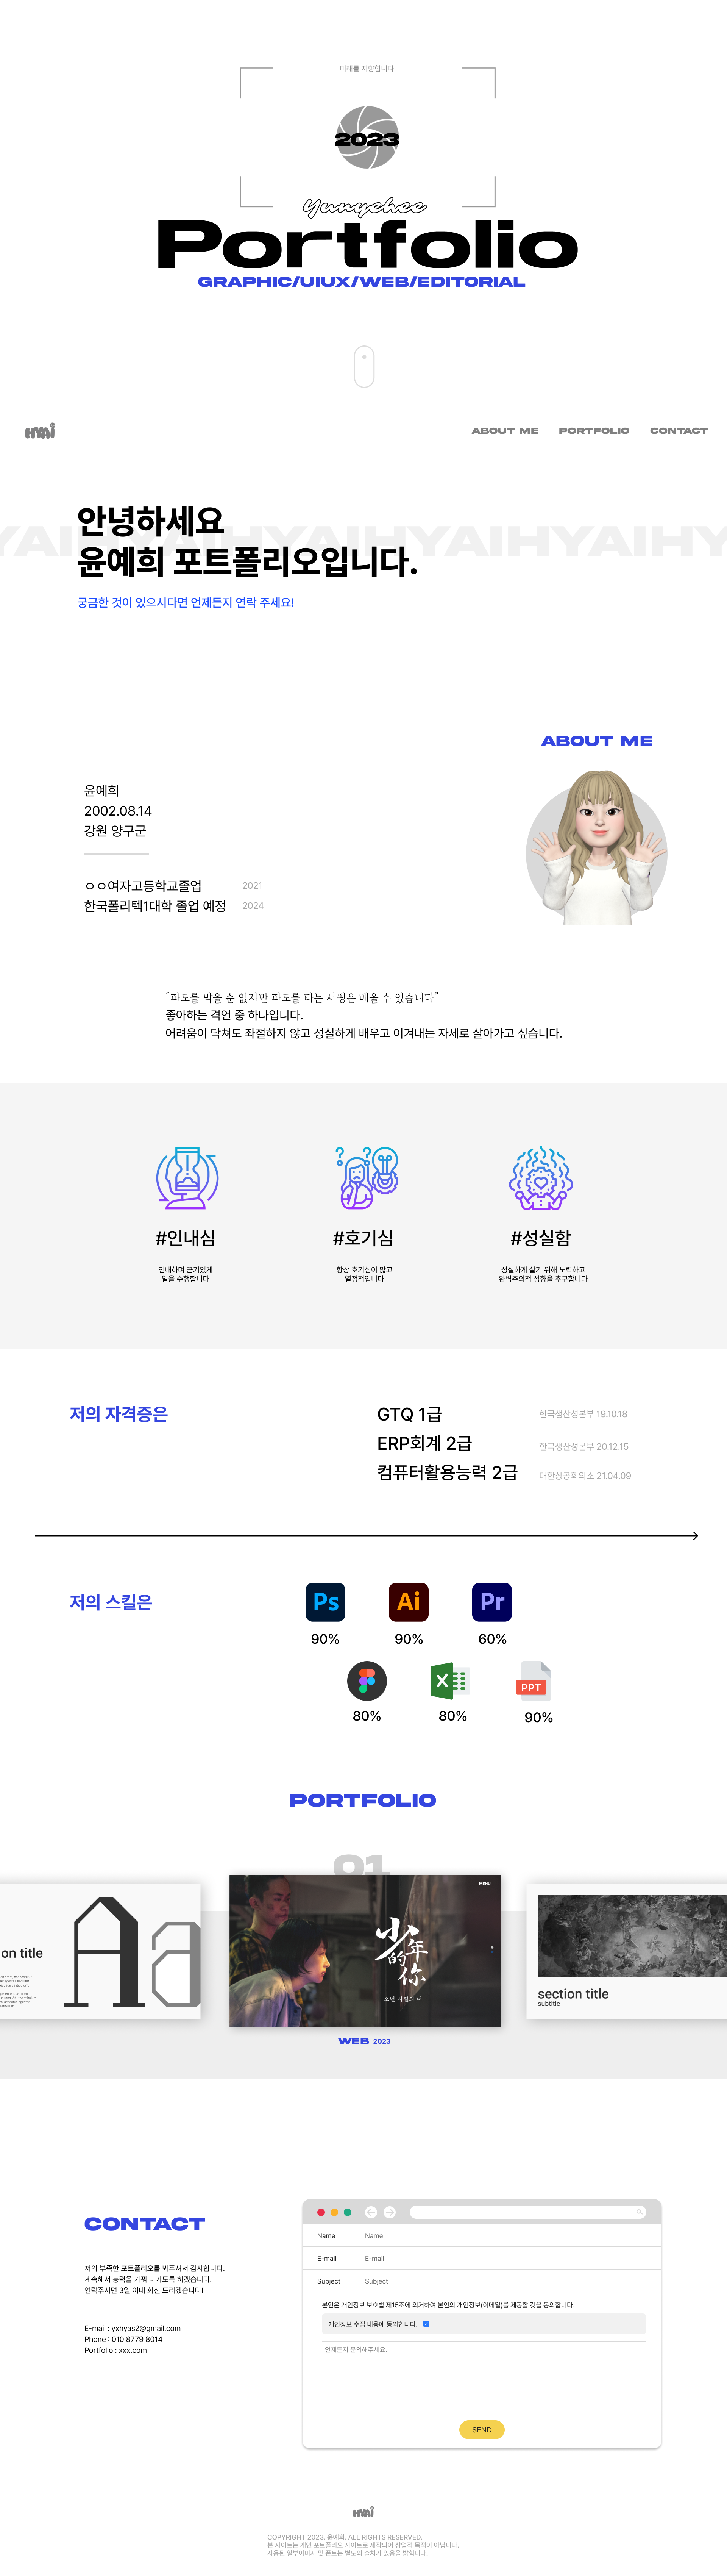 미래를 지향합니다
2023
Yunyehee
Portfolio
GRAPHIC/UIUX/WEB/EDITORIAL
HYAI
ABOUT ME
PORTFOLIO
CONTACT
YAIHYAIHYAIHYAIHYAIHY
안녕하세요
윤예희 포트폴리오입니다.
궁금한 것이 있으시다면 언제든지 연락 주세요!
ABOUT ME
윤예희
2002.08.14
강원 양구군
ㅇㅇ여자고등학교졸업 2021
한국폴리텍1대학 졸업 예정 2024
"파도를 막을 순 없지만 파도를 타는 서핑은 배울 수 있습니다"
좋아하는 격언 중 하나입니다.
어려움이 닥쳐도 좌절하지 않고 성실하게 배우고 이겨내는 자세로 살아가고 싶습니다.
#인내심
인내하며 끈기있게
일을 수행합니다
#호기심
항상 호기심이 많고
열정적입니다
#성실함
성실하게 살기 위해 노력하고
완벽주의적 성향을 추구합니다
저의 자격증은
GTQ 1급 한국생산성본부 19.10.18
ERP회계 2급 한국생산성본부 20.12.15
컴퓨터활용능력 2급 대한상공회의소 21.04.09
저의 스킬은
Ps
Ai
Pr
90%
90%
60%
X
PPT
80%
80%
90%
PORTFOLIO
01
ion title
Aa
MENU
少年的你
소년 시절의 너
section title
subtitle
WEB 2023
CONTACT
저의 부족한 포트폴리오를 봐주셔서 감사합니다.
계속해서 능력을 가꿔 나가도록 하겠습니다.
연락주시면 3일 이내 회신 드리겠습니다!
E-mail : yxhyas2@gmail.com
Phone : 010 8779 8014
Portfolio : xxx.com
Name Name
E-mail E-mail
Subject Subject
본인은 개인정보 보호법 제15조에 의거하여 본인의 개인정보(이메일)를 제공할 것을 동의합니다.
개인정보 수집 내용에 동의합니다.
언제든지 문의해주세요.
SEND
HYAI
COPYRIGHT 2023. 윤예희. ALL RIGHTS RESERVED.
본 사이트는 개인 포트폴리오 사이트로 제작되어 상업적 목적이 아닙니다.
사용된 일부이미지 및 폰트는 별도의 출처가 있음을 밝힙니다.